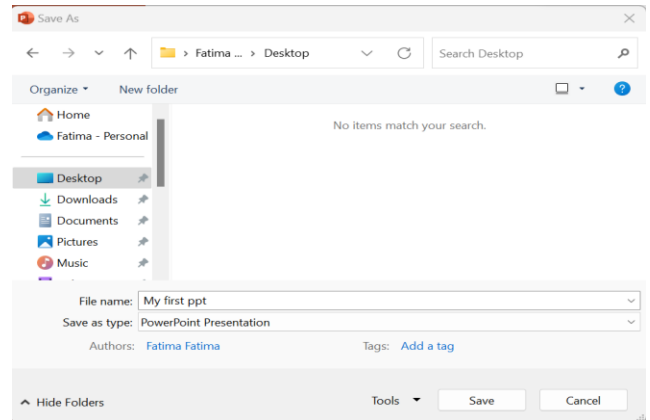 Save As
Fatima ... > Desktop
Search Desktop
Organize
New folder
Home
Fatima - Personal
No items match your search.
Desktop
Downloads
Documents
Pictures
Music
File name: My first ppt
Save as type: PowerPoint Presentation
Authors: Fatima Fatima Tags: Add a tag
Hide Folders
Tools Save Cancel